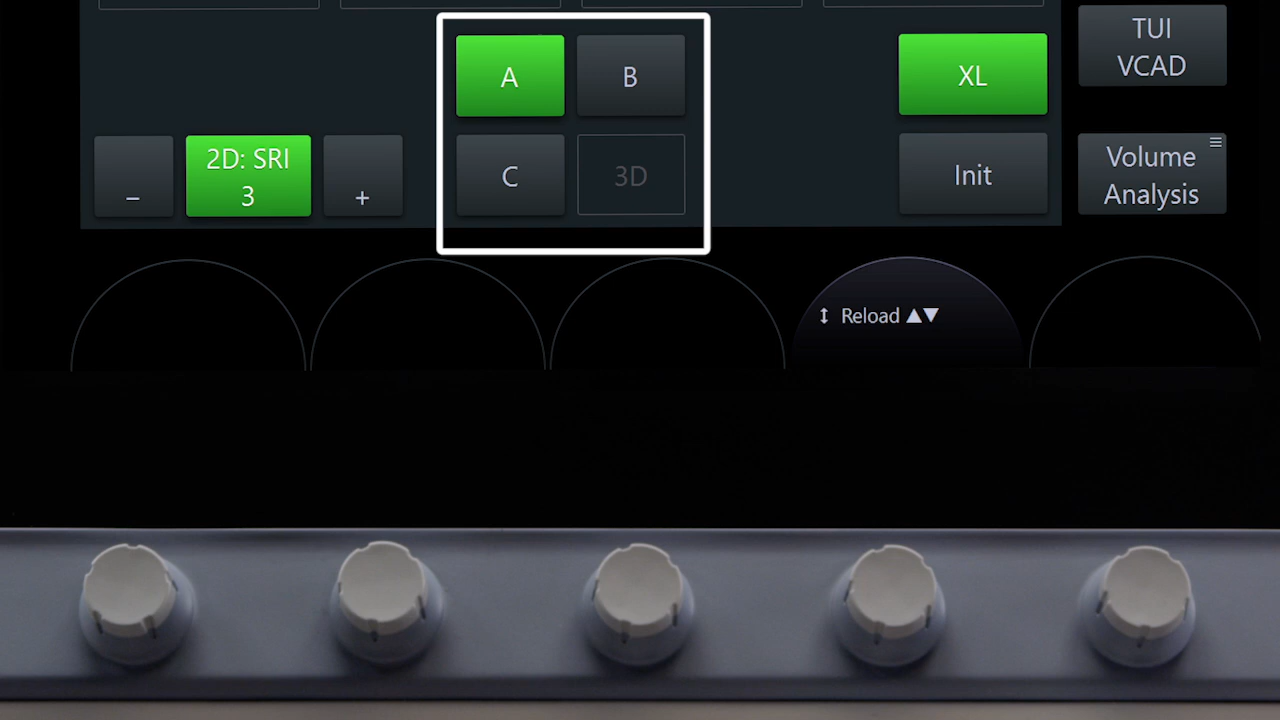 TUI
VCAD
A
B
XL
2D: SRI
3
−
+
C
3D
Init
Volume
Analysis
Reload